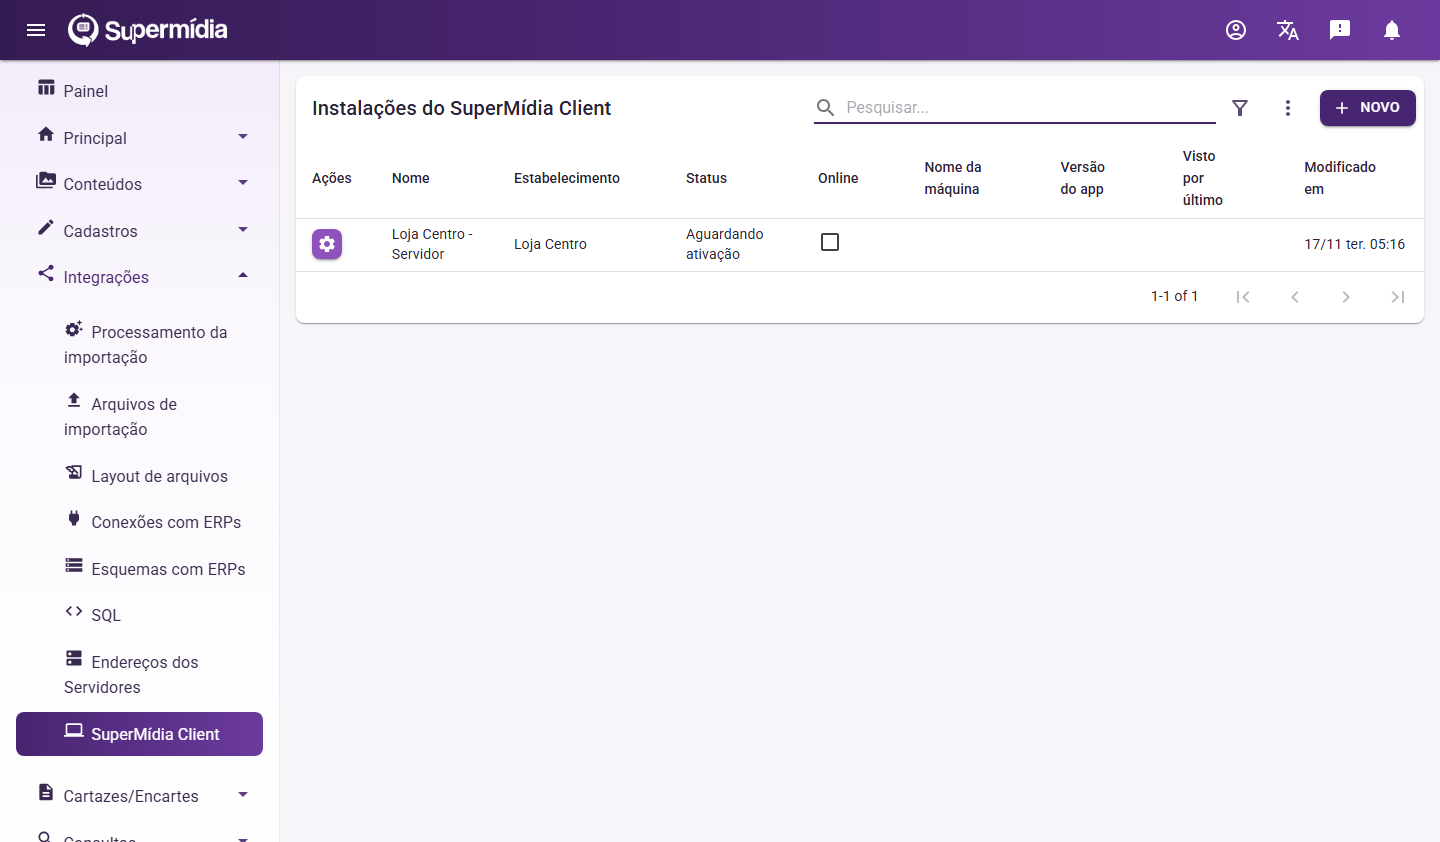 Supermídia
Painel
Principal
Conteúdos
Cadastros
Integrações
Processamento da
importação
Arquivos de
importação
Layout de arquivos
Conexões com ERPs
Esquemas com ERPs
SQL
Endereços dos
Servidores
SuperMídia Client
Cartazes/Encartes
Consultas
Instalações do SuperMídia Client
Pesquisar...
NOVO
Ações
Nome
Estabelecimento
Status
Online
Nome da
máquina
Versão
do app
Visto
por
último
Modificado
em
Loja Centro -
Servidor
Loja Centro
Aguardando
ativação
17/11 ter. 05:16
1-1 of 1